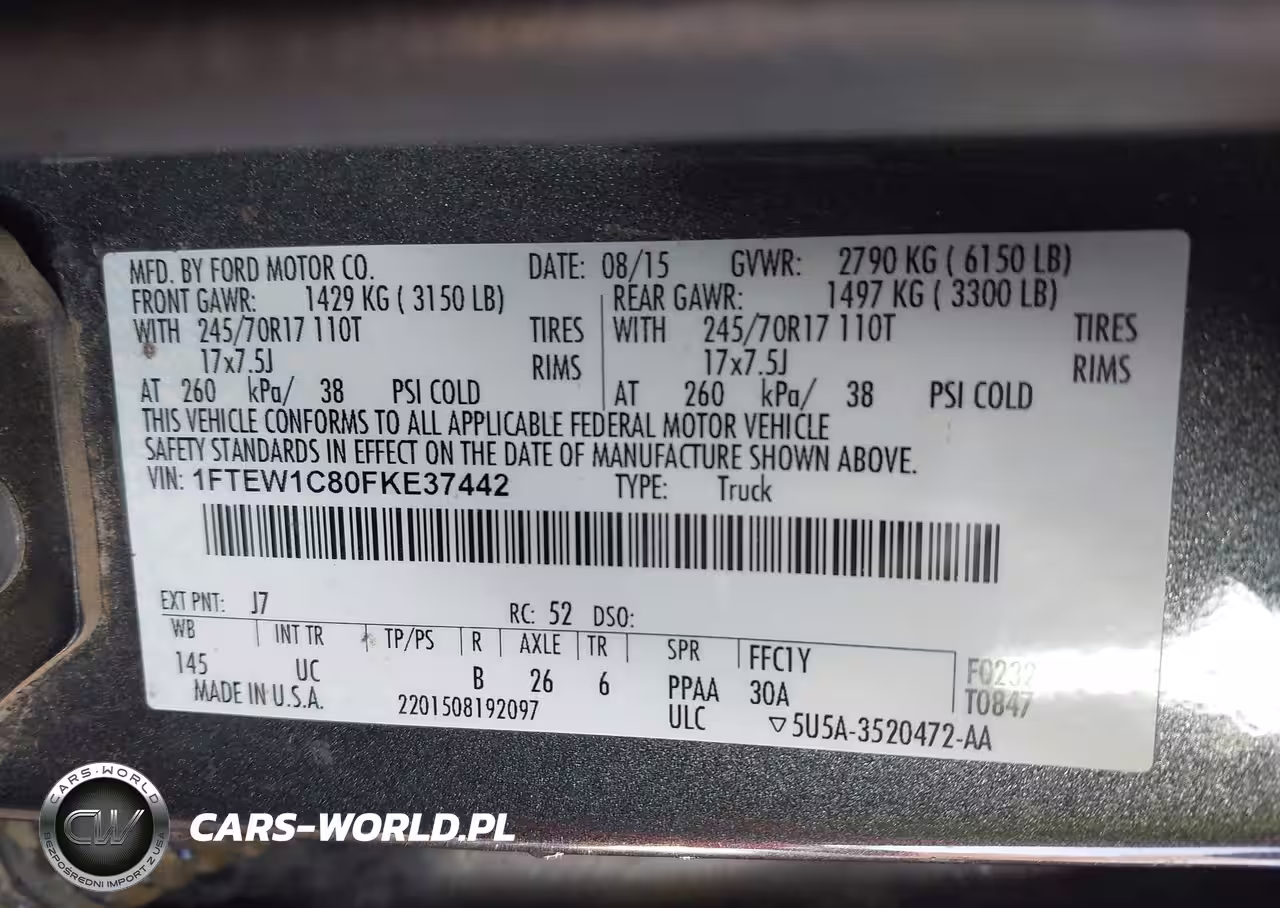 MFD. BY FORD MOTOR CO. DATE: 08/15 GVWR: 2790 KG ( 6150 LB)
FRONT GAWR: 1429 KG ( 3150 LB) REAR GAWR: 1497 KG ( 3300 LB)
WITH 245/70R17 110T TIRES WITH 245/70R17 110T TIRES
17x7.5J RIMS 17x7.5J RIMS
AT 260 kPa/ 38 PSI COLD AT 260 kPa/ 38 PSI COLD
THIS VEHICLE CONFORMS TO ALL APPLICABLE FEDERAL MOTOR VEHICLE
SAFETY STANDARDS IN EFFECT ON THE DATE OF MANUFACTURE SHOWN ABOVE.
VIN: 1FTEW1C80FKE37442 TYPE: Truck
EXT PNT: J7 RC: 52 DSO:
WB INT TR TP/PS R AXLE TR SPR FFC1Y
145 UC B 26 6 PPAA 30A F0232
MADE IN U.S.A. 2201508192097 ULC ▽5U5A-3520472-AA T0847
CARS-WORLD
CW
BEZPOŚREDNI IMPORT Z USA
CARS-WORLD.PL